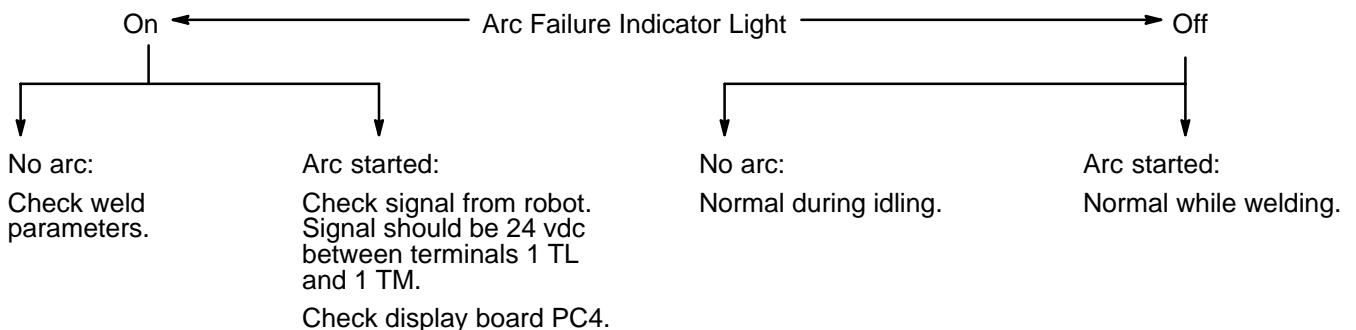 On Arc Failure Indicator Light Off
No arc:
Check weld
parameters.
Arc started:
Check signal from robot.
Signal should be 24 vdc
between terminals 1 TL
and 1 TM.
Check display board PC4.
No arc:
Normal during idling.
Arc started:
Normal while welding.